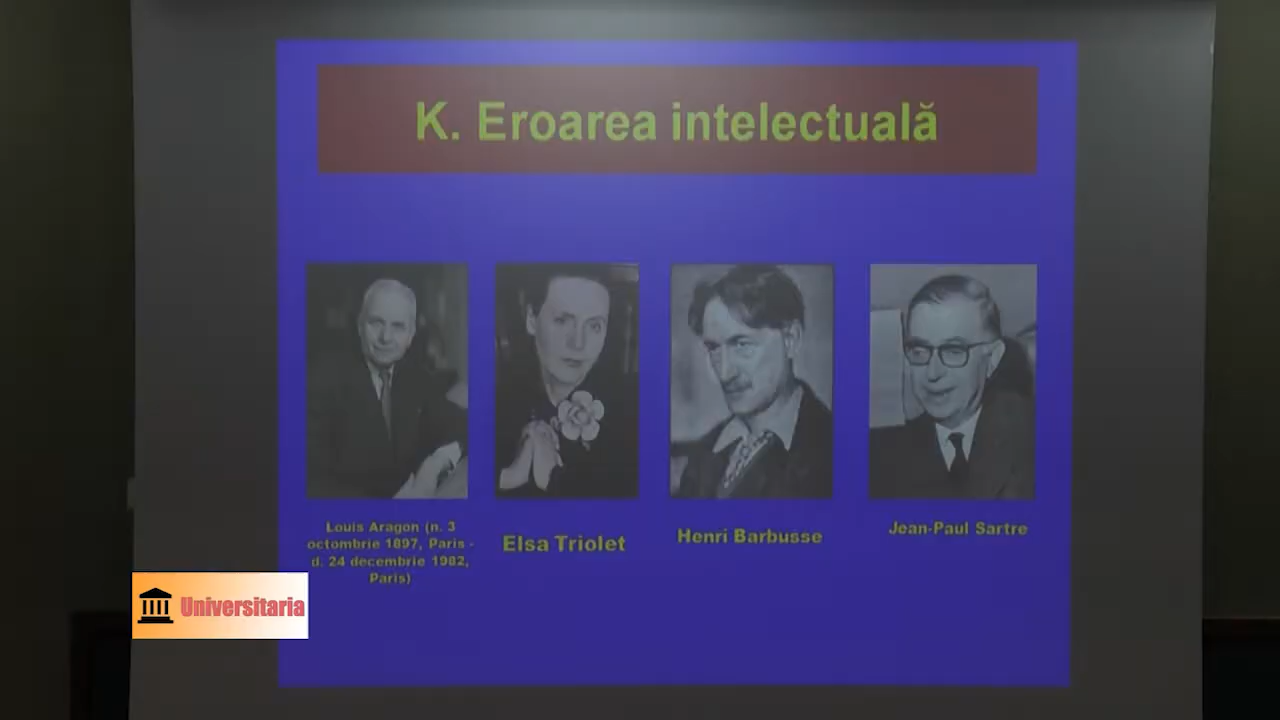 K. Eroarea intelectuală
Louis Aragon (n. 3
octombrie 1897, Paris -
d. 24 decembrie 1982,
Paris)
Elsa Triolet
Henri Barbusse
Jean-Paul Sartre
Universitaria